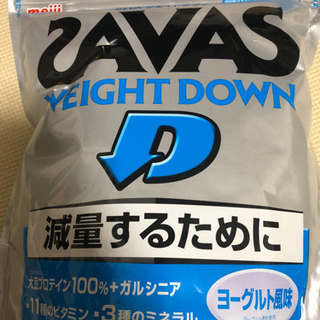 meiji
SAVAS
WEIGHT DOWN
減量するために
大豆プロテイン100%+ガルシニア
・11種のビタミン ・3種のミネラル
ヨーグルト風味